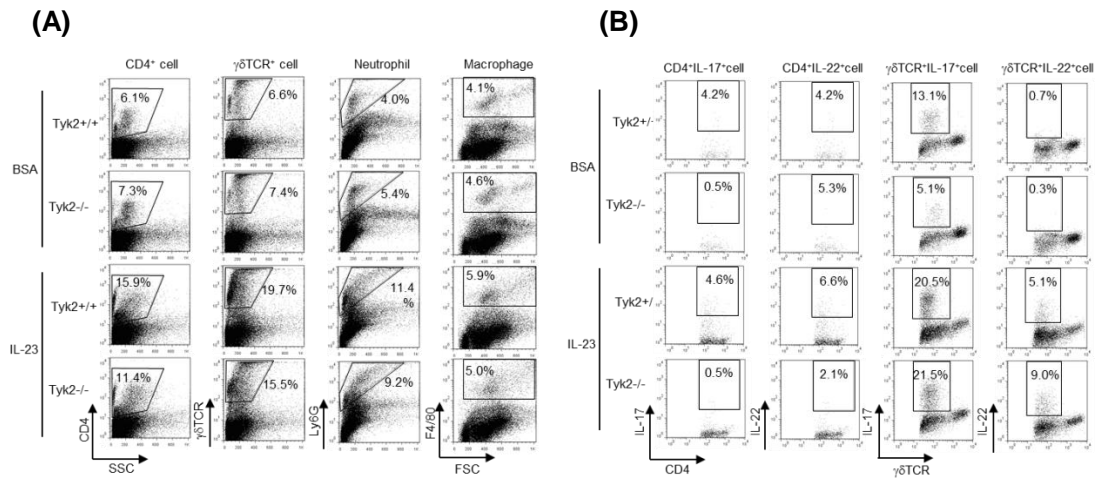 (A)
(B)
CD4+ cell
γδTCR+ cell
Neutrophil
Macrophage
BSA
Tyk2+/+
6.1%
6.6%
4.0%
4.1%
Tyk2-/-
7.3%
7.4%
5.4%
4.6%
IL-23
Tyk2+/+
15.9%
19.7%
11.4
%
5.9%
Tyk2-/-
11.4%
15.5%
9.2%
5.0%
CD4
SSC
γδTCR
Ly6G
F4/80
FSC
CD4+IL-17+cell
CD4+IL-22+cell
γδTCR+IL-17+cell
γδTCR+IL-22+cell
BSA
Tyk2+/
4.2%
4.2%
13.1%
0.7%
Tyk2-/-
0.5%
5.3%
5.1%
0.3%
IL-23
Tyk2+/
4.6%
6.6%
20.5%
5.1%
Tyk2-/-
0.5%
2.1%
21.5%
9.0%
IL-17
CD4
IL-22
IL-17
γδTCR
IL-22